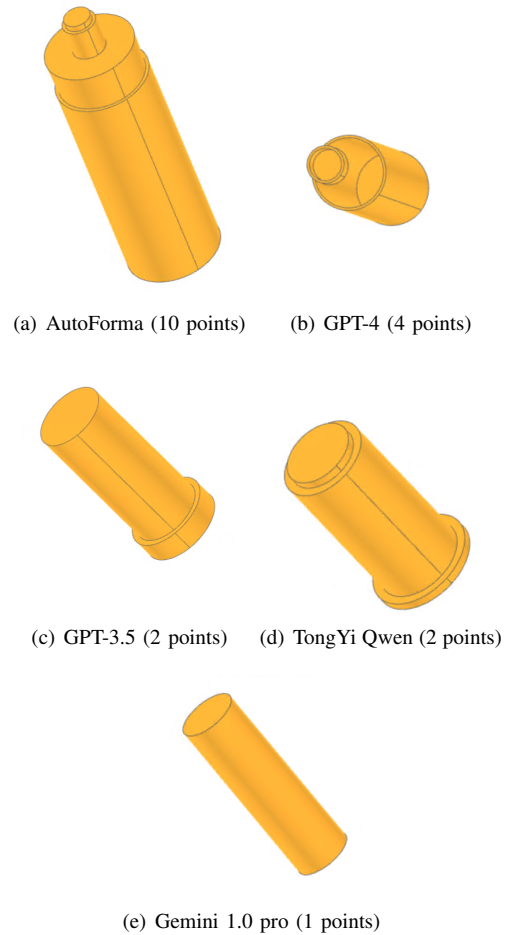 (a) AutoForma (10 points) (b) GPT-4 (4 points)
(c) GPT-3.5 (2 points) (d) TongYi Qwen (2 points)
(e) Gemini 1.0 pro (1 points)